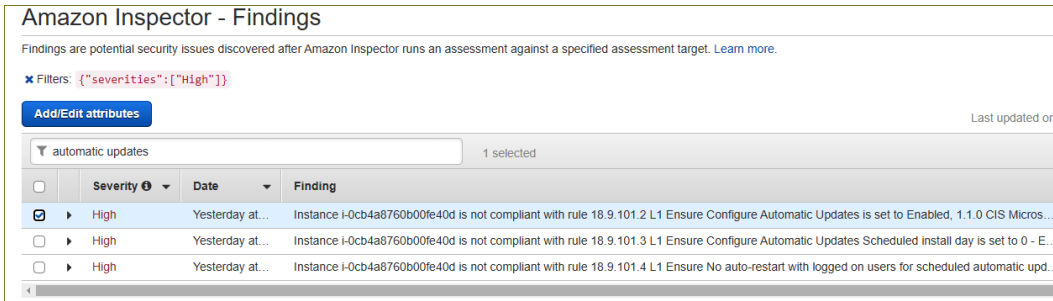 Amazon Inspector - Findings
Findings are potential security issues discovered after Amazon Inspector runs an assessment against a specified assessment target. Learn more.
Filters: {"severities":["High"]}
Add/Edit attributes
Last updated on
automatic updates
1 selected
Severity Date Finding
High Yesterday at... Instance i-0cb4a8760b00fe40d is not compliant with rule 18.9.101.2 L1 Ensure Configure Automatic Updates is set to Enabled, 1.1.0 CIS Micros...
High Yesterday at... Instance i-0cb4a8760b00fe40d is not compliant with rule 18.9.101.3 L1 Ensure Configure Automatic Updates Scheduled install day is set to 0 - E...
High Yesterday at... Instance i-0cb4a8760b00fe40d is not compliant with rule 18.9.101.4 L1 Ensure No auto-restart with logged on users for scheduled automatic upd...